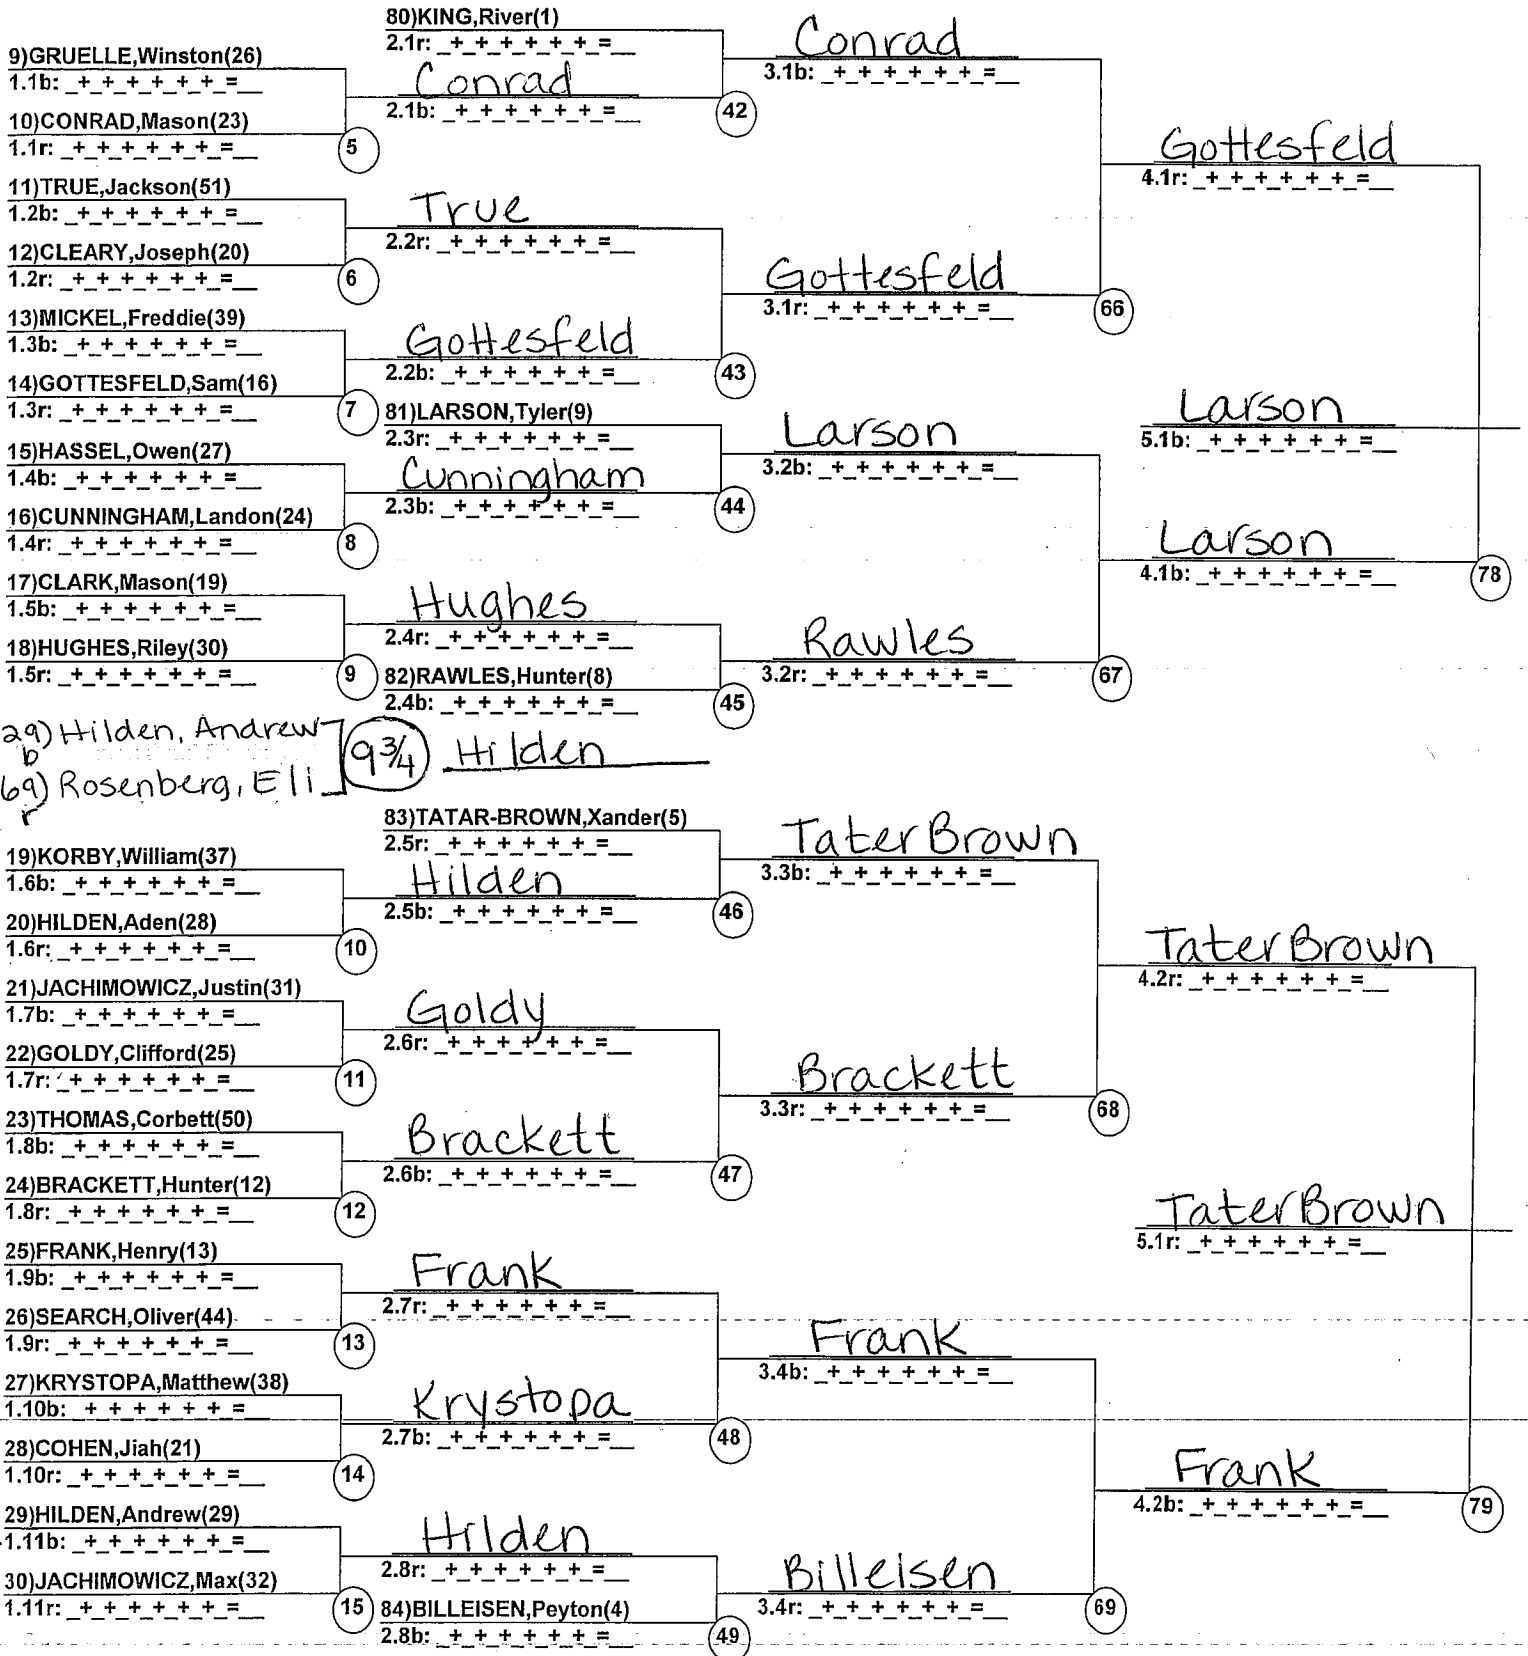 80)KING,River(1)
2.1r: _+_+_+_+_+_+_=__
Conrad
2.1b: _+_+_+_+_+_+_=__
42
Conrad
3.1b: _+_+_+_+_+_+_=__
9)GRUELLE,Winston(26)
1.1b: _+_+_+_+_+_+_=__
10)CONRAD,Mason(23)
1.1r: _+_+_+_+_+_+_=__
5
11)TRUE,Jackson(51)
1.2b: _+_+_+_+_+_+_=__
12)CLEARY,Joseph(20)
1.2r: _+_+_+_+_+_+_=__
6
True
2.2r: _+_+_+_+_+_+_=__
Gottesfeld
3.1r: _+_+_+_+_+_+_=__
66
Gottesfeld
4.1r: _+_+_+_+_+_+_=__
13)MICKEL,Freddie(39)
1.3b: _+_+_+_+_+_+_=__
14)GOTTESFELD,Sam(16)
1.3r: _+_+_+_+_+_+_=__
7
Gottesfeld
2.2b: _+_+_+_+_+_+_=__
43
81)LARSON,Tyler(9)
2.3r: _+_+_+_+_+_+_=__
Cunningham
2.3b: _+_+_+_+_+_+_=__
44
Larson
3.2b: _+_+_+_+_+_+_=__
Larson
5.1b: _+_+_+_+_+_+_=__
15)HASSEL,Owen(27)
1.4b: _+_+_+_+_+_+_=__
16)CUNNINGHAM,Landon(24)
1.4r: _+_+_+_+_+_+_=__
8
Larson
4.1b: _+_+_+_+_+_+_=__
78
17)CLARK,Mason(19)
1.5b: _+_+_+_+_+_+_=__
18)HUGHES,Riley(30)
1.5r: _+_+_+_+_+_+_=__
9
Hughes
2.4r: _+_+_+_+_+_+_=__
82)RAWLES,Hunter(8)
2.4b: _+_+_+_+_+_+_=__
45
Rawles
3.2r: _+_+_+_+_+_+_=__
67
29) Hilden, Andrew
b
69) Rosenberg, Eli
r
9 3/4
Hilden
83)TATAR-BROWN,Xander(5)
2.5r: _+_+_+_+_+_+_=__
Hilden
2.5b: _+_+_+_+_+_+_=__
46
TaterBrown
3.3b: _+_+_+_+_+_+_=__
19)KORBY,William(37)
1.6b: _+_+_+_+_+_+_=__
20)HILDEN,Aden(28)
1.6r: _+_+_+_+_+_+_=__
10
TaterBrown
4.2r: _+_+_+_+_+_+_=__
21)JACHIMOWICZ,Justin(31)
1.7b: _+_+_+_+_+_+_=__
22)GOLDY,Clifford(25)
1.7r: _+_+_+_+_+_+_=__
11
Goldy
2.6r: _+_+_+_+_+_+_=__
Brackett
3.3r: _+_+_+_+_+_+_=__
68
23)THOMAS,Corbett(50)
1.8b: _+_+_+_+_+_+_=__
24)BRACKETT,Hunter(12)
1.8r: _+_+_+_+_+_+_=__
12
Brackett
2.6b: _+_+_+_+_+_+_=__
47
TaterBrown
5.1r: _+_+_+_+_+_+_=__
25)FRANK,Henry(13)
1.9b: _+_+_+_+_+_+_=__
26)SEARCH,Oliver(44)
1.9r: _+_+_+_+_+_+_=__
13
Frank
2.7r: _+_+_+_+_+_+_=__
Frank
3.4b: _+_+_+_+_+_+_=__
27)KRYSTOPA,Matthew(38)
1.10b: _+_+_+_+_+_+_=__
28)COHEN,Jiah(21)
1.10r: _+_+_+_+_+_+_=__
14
Krystopa
2.7b: _+_+_+_+_+_+_=__
48
Frank
4.2b: _+_+_+_+_+_+_=__
79
29)HILDEN,Andrew(29)
1.11b: _+_+_+_+_+_+_=__
30)JACHIMOWICZ,Max(32)
1.11r: _+_+_+_+_+_+_=__
15
Hilden
2.8r: _+_+_+_+_+_+_=__
84)BILLEISEN,Peyton(4)
2.8b: _+_+_+_+_+_+_=__
49
Billeisen
3.4r: _+_+_+_+_+_+_=__
69